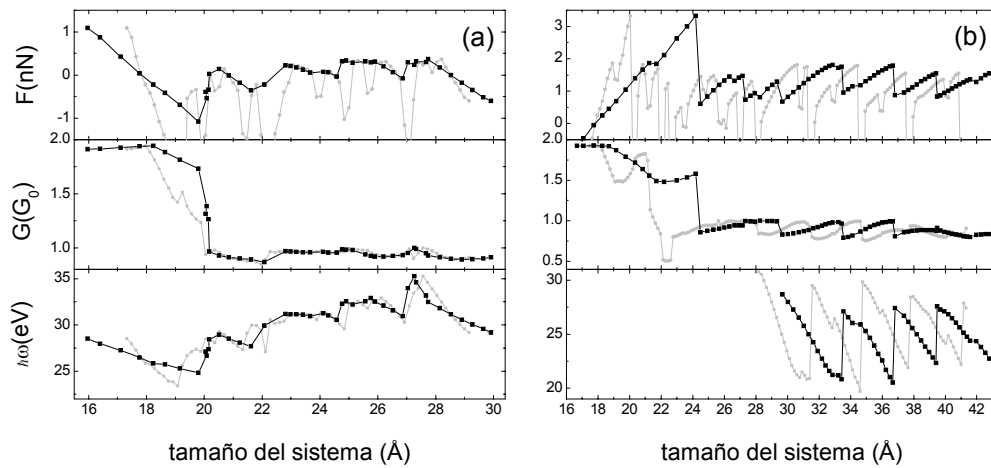 (a)
F(nN)
1
0
-1
2.0
G(G0)
1.5
1.0
35
ħω(eV)
30
25
16 18 20 22 24 26 28 30
tamaño del sistema (Å)
(b)
3
2
1
0
2.0
1.5
1.0
0.5
30
25
20
16 18 20 22 24 26 28 30 32 34 36 38 40 42
tamaño del sistema (Å)